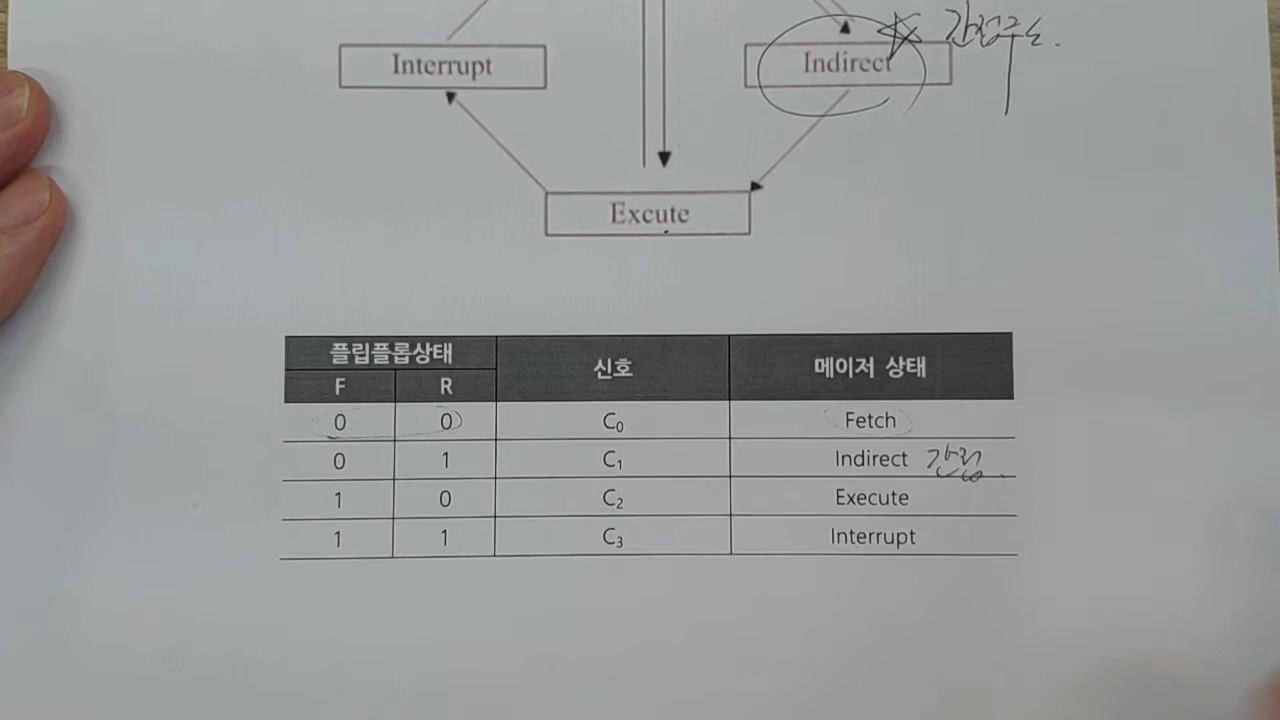 간접주소.
Interrupt
Indirect
Excute
플립플롭상태 신호 메이저 상태
F R
0 0 C₀ Fetch
0 1 C₁ Indirect 간접
1 0 C₂ Execute
1 1 C₃ Interrupt